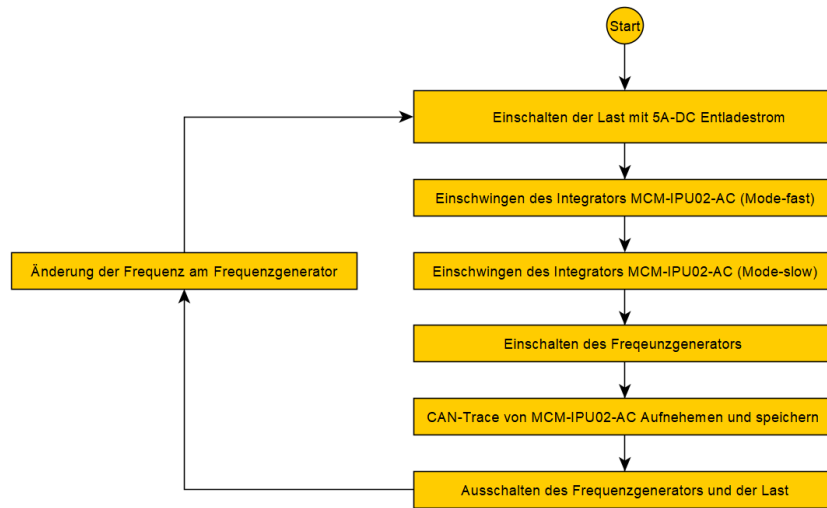 Start
Einschalten der Last mit 5A-DC Entladestrom
Einschwingen des Integrators MCM-IPU02-AC (Mode-fast)
Einschwingen des Integrators MCM-IPU02-AC (Mode-slow)
Einschalten des Freqeunzgenerators
CAN-Trace von MCM-IPU02-AC Aufnehmen und speichern
Ausschalten des Frequenzgenerators und der Last
Änderung der Frequenz am Frequenzgenerator